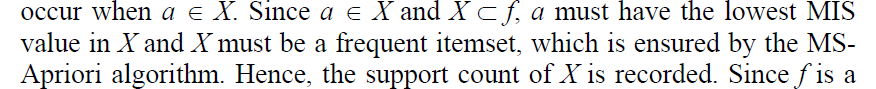 occur when a ∈ X. Since a ∈ X and X ⊂ f, a must have the lowest MIS
value in X and X must be a frequent itemset, which is ensured by the MS-
Apriori algorithm. Hence, the support count of X is recorded. Since f is a